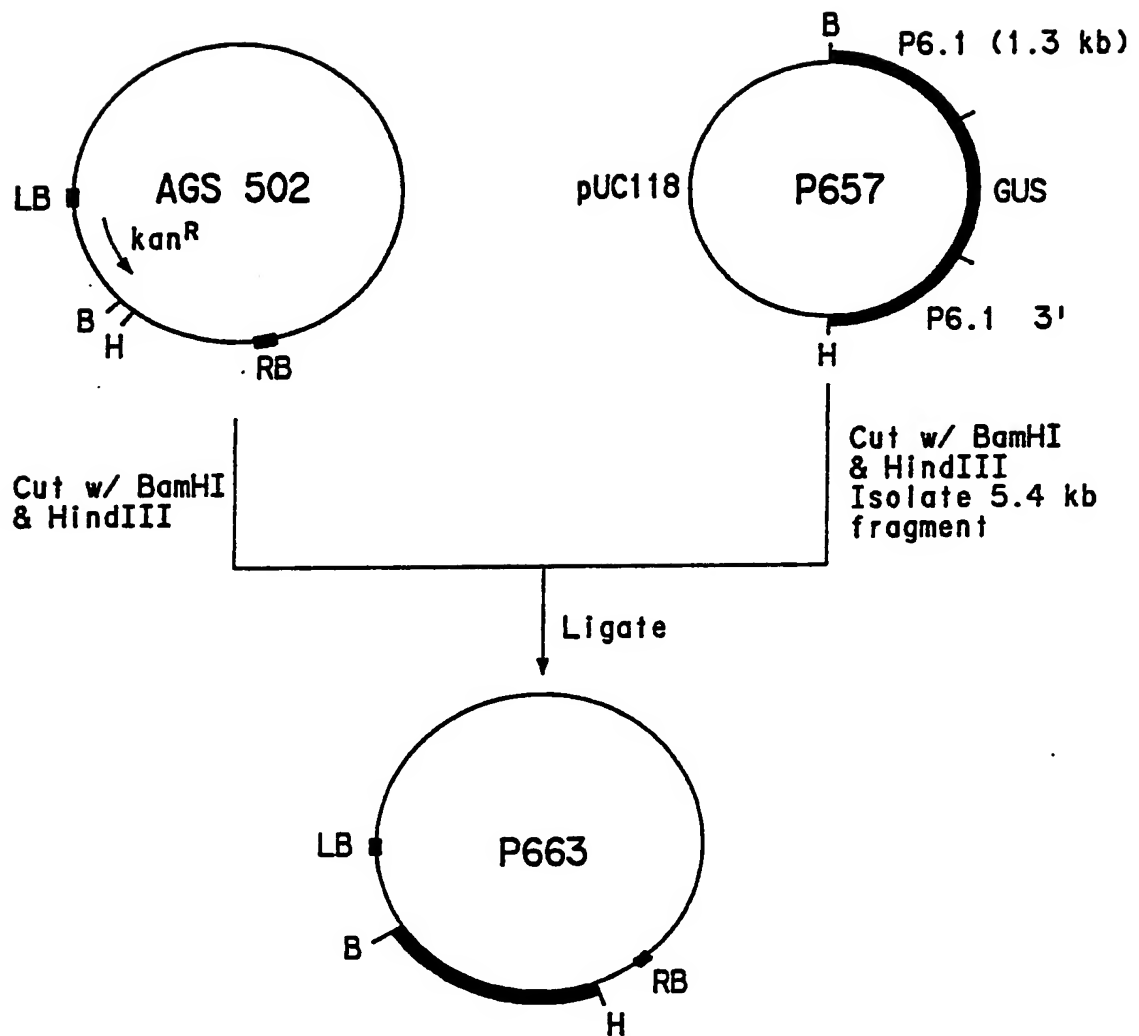 AGS 502
LB
kanR
B
H
RB
B
P6.1 (1.3 kb)
pUC118
P657
GUS
P6.1 3'
H
Cut w/ BamHI
& HindIII
Cut w/ BamHI
& HindIII
Isolate 5.4 kb
fragment
Ligate
LB
P663
B
RB
H